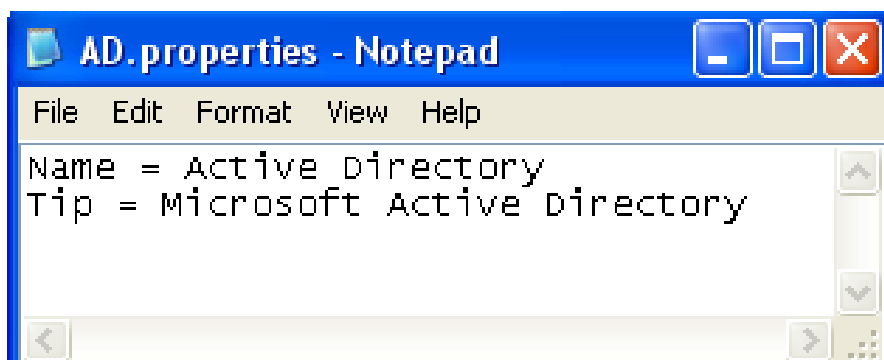 AD.properties - Notepad
File Edit Format View Help
Name = Active Directory
Tip = Microsoft Active Directory